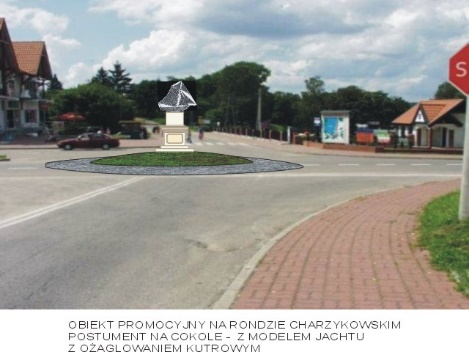 S
OBIEKT PROMOCYJNY NA RONDZIE CHARZYKOWSKIM
POSTUMENT NA COKOLE - Z MODELEM JACHTU
Z OŻAGLOWANIEM KUTROWYM